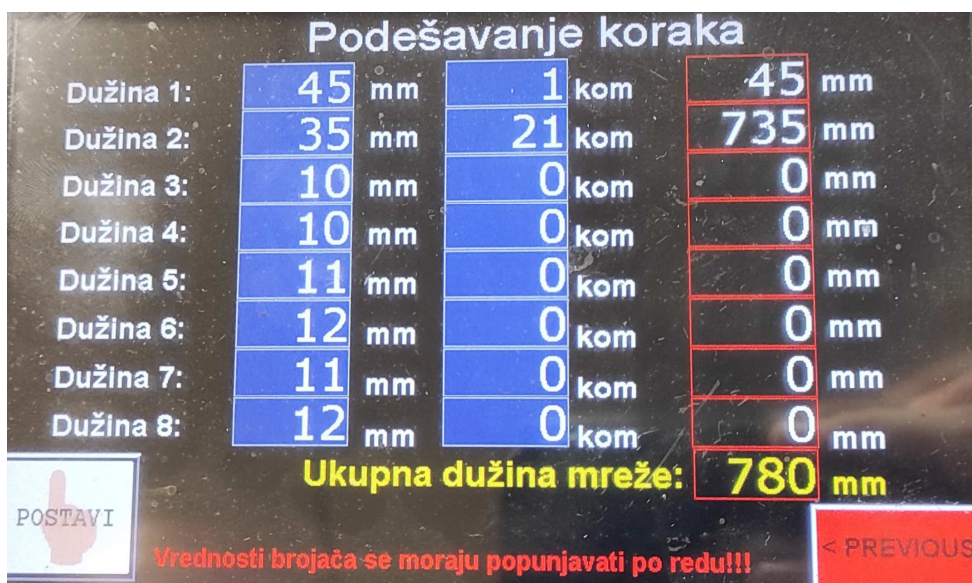 Podešavanje koraka
Dužina 1: 45 mm 1 kom 45 mm
Dužina 2: 35 mm 21 kom 735 mm
Dužina 3: 10 mm 0 kom 0 mm
Dužina 4: 10 mm 0 kom 0 mm
Dužina 5: 11 mm 0 kom 0 mm
Dužina 6: 12 mm 0 kom 0 mm
Dužina 7: 11 mm 0 kom 0 mm
Dužina 8: 12 mm 0 kom 0 mm
Ukupna dužina mreže: 780 mm
POSTAVI
Vrednosti brojača se moraju popunjavati po redu!!!
< PREVIOUS